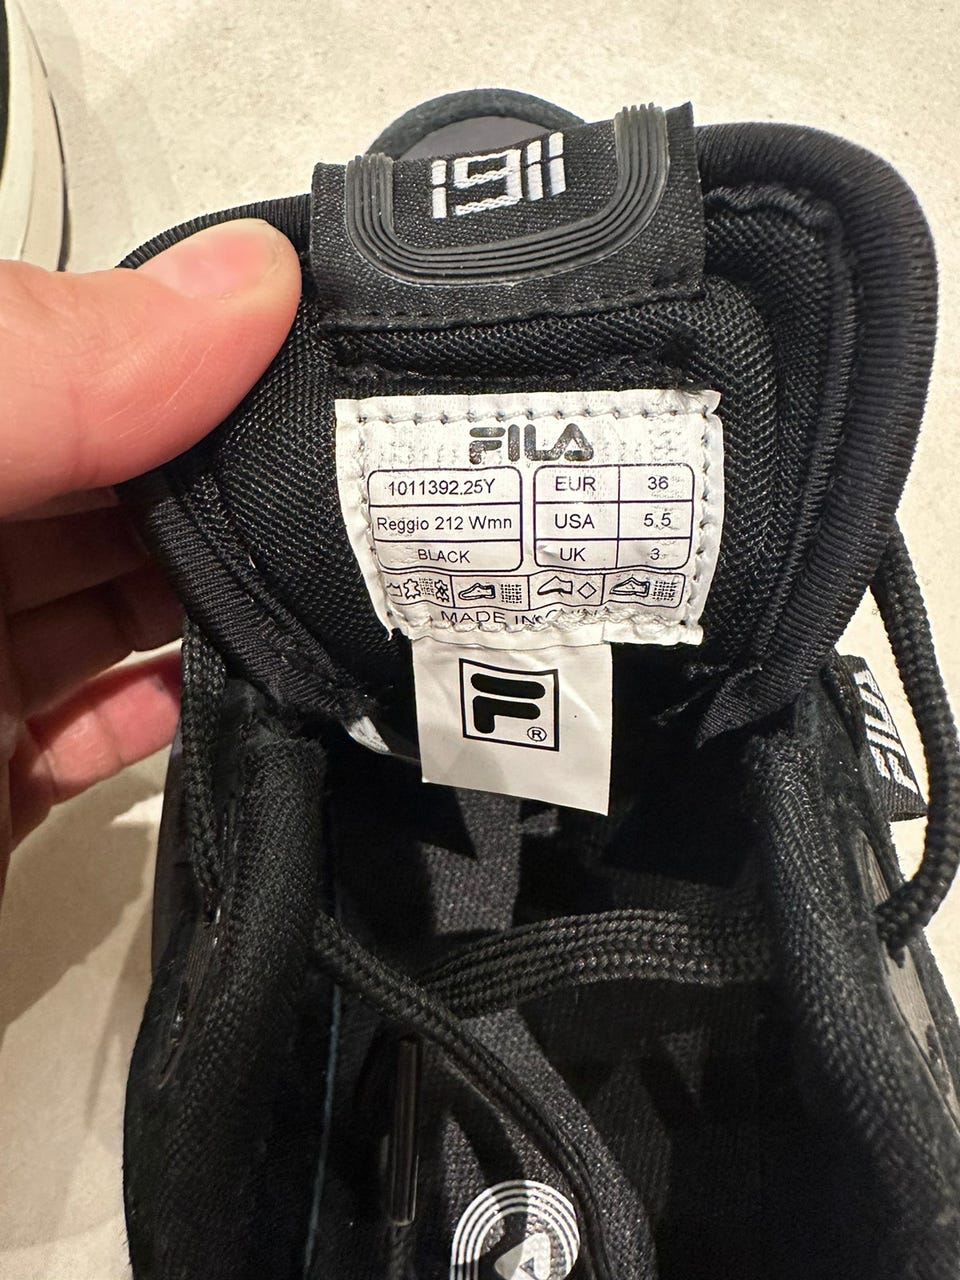 1911
FILA
1011392.25Y
Reggio 212 Wmn
BLACK
EUR 36
USA 5.5
UK 3
MADE IN CHINA
F®
FILA